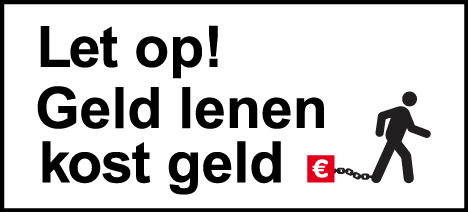 Let op!
Geld lenen
kost geld €